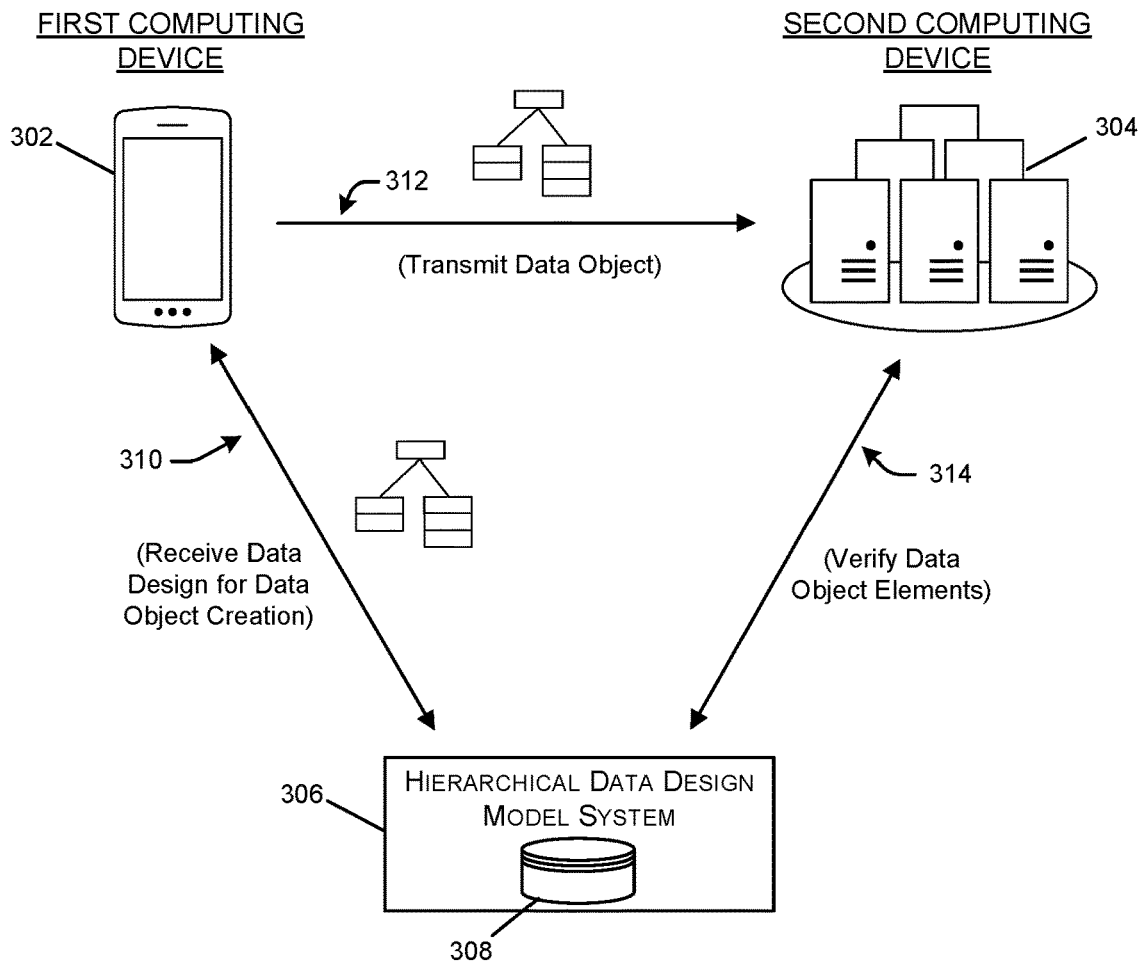 FIRST COMPUTING
DEVICE
SECOND COMPUTING
DEVICE
302
304
312
(Transmit Data Object)
310
314
(Receive Data
Design for Data
Object Creation)
(Verify Data
Object Elements)
306
HIERARCHICAL DATA DESIGN
MODEL SYSTEM
308